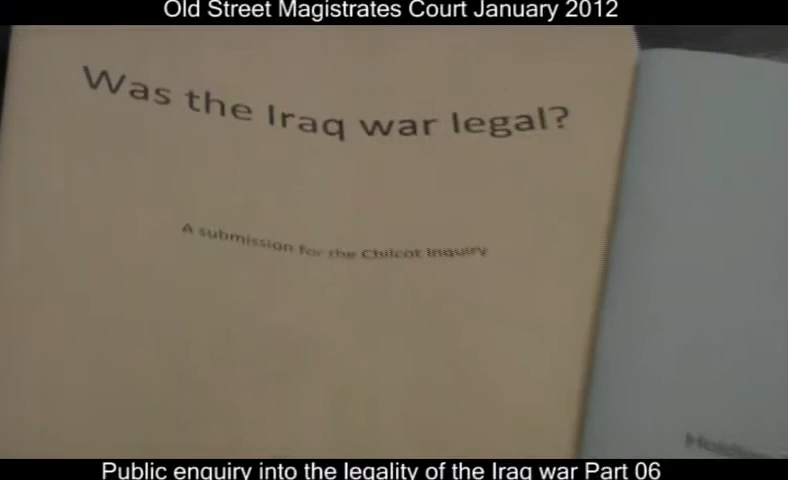 Old Street Magistrates Court January 2012
Was the Iraq war legal?
A submission for the Chilcot Inquiry
Public enquiry into the legality of the Iraq war Part 06